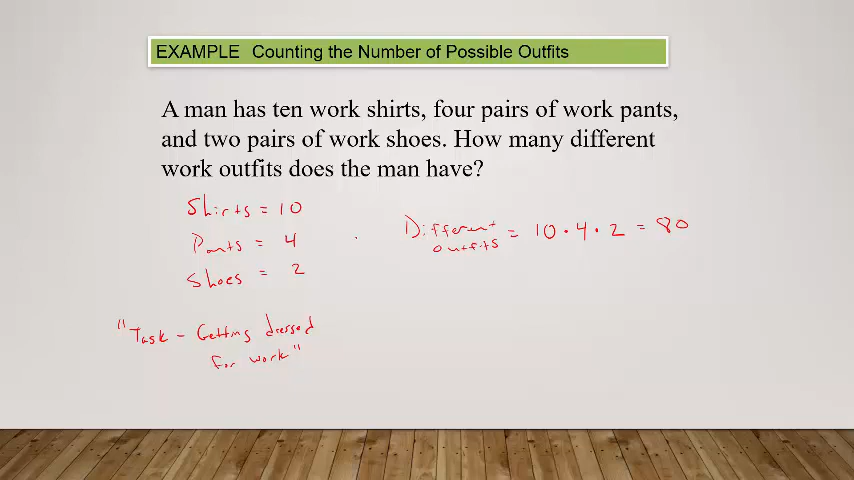 EXAMPLE Counting the Number of Possible Outfits
A man has ten work shirts, four pairs of work pants,
and two pairs of work shoes. How many different
work outfits does the man have?
Shirts = 10
Pants = 4
Shoes = 2
Different
outfits = 10 · 4 · 2 = 80
"Task - Getting dressed
for work"